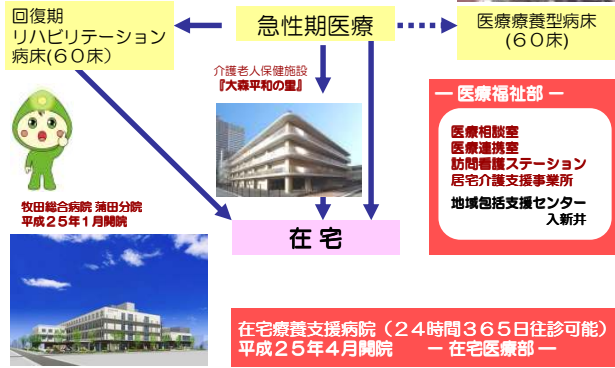 回復期
リハビリテーション
病床(60床)
急性期医療
医療療養型病床
(60床)
介護老人保健施設
『大森平和の里』
牧田総合病院 蒲田分院
平成25年1月開院
在 宅
― 医療福祉部 ―
医療相談室
医療連携室
訪問看護ステーション
居宅介護支援事業所
地域包括支援センター
入新井
在宅療養支援病院(24時間365日往診可能)
平成25年4月開院 ― 在宅医療部 ―